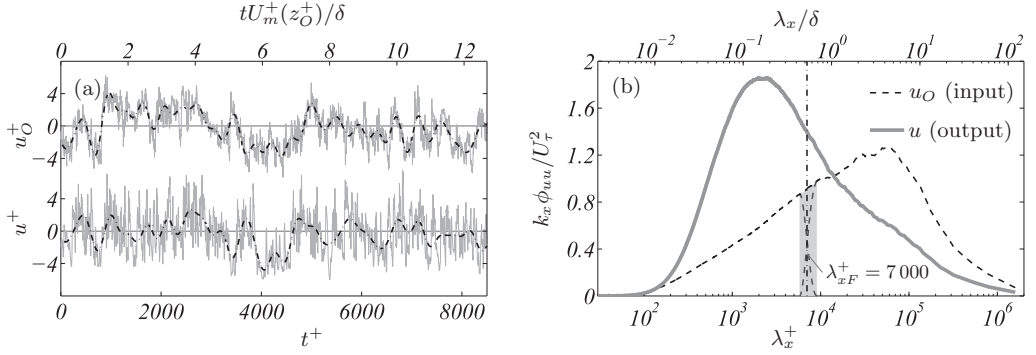 tU_m^+(z_O^+)/δ
0 2 4 6 8 10 12
(a)
4
0
−4
u_O^+
4
0
−4
u^+
0 2000 4000 6000 8000
t^+
λ_x/δ
10^−2 10^−1 10^0 10^1 10^2
(b)
2
1.6
1.2
0.8
0.4
0
k_xϕ_uu/U_τ^2
u_O (input)
u (output)
λ_xF^+ = 7 000
10^2 10^3 10^4 10^5 10^6
λ_x^+